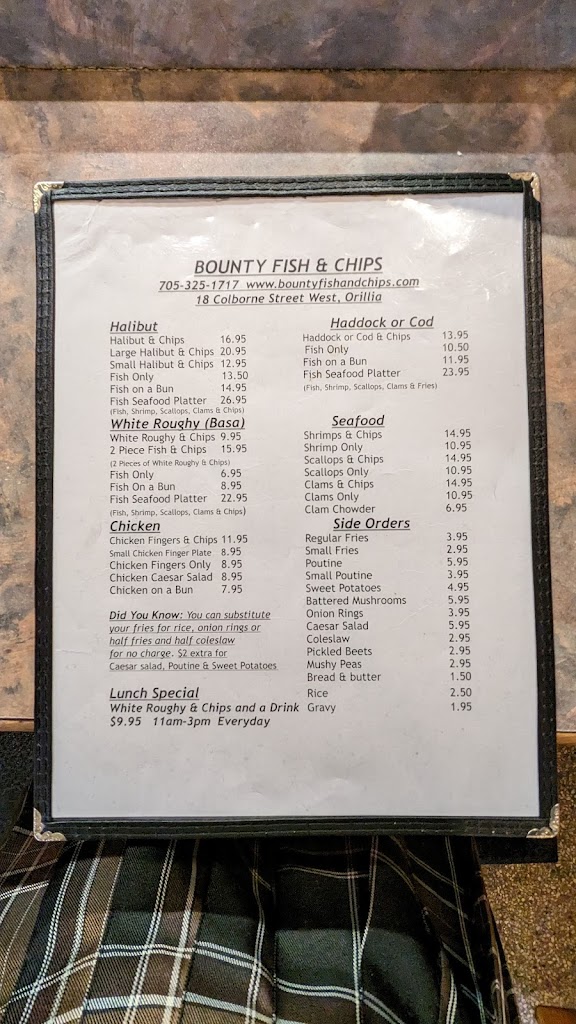 BOUNTY FISH & CHIPS
705-325-1717 www.bountyfishandchips.com
18 Colborne Street West, Orillia
Halibut
Halibut & Chips 16.95
Large Halibut & Chips 20.95
Small Halibut & Chips 12.95
Fish Only 13.50
Fish on a Bun 14.95
Fish Seafood Platter 26.95
(Fish, Shrimp, Scallops, Clams & Chips)
White Roughy (Basa)
White Roughy & Chips 9.95
2 Piece Fish & Chips 15.95
(2 Pieces of White Roughy & Chips)
Fish Only 6.95
Fish On a Bun 8.95
Fish Seafood Platter 22.95
(Fish, Shrimp, Scallops, Clams & Chips)
Chicken
Chicken Fingers & Chips 11.95
Small Chicken Finger Plate 8.95
Chicken Fingers Only 8.95
Chicken Caesar Salad 8.95
Chicken on a Bun 7.95
Did You Know: You can substitute
your fries for rice, onion rings or
half fries and half coleslaw
for no charge. $2 extra for
Caesar salad, Poutine & Sweet Potatoes
Lunch Special
White Roughy & Chips and a Drink
$9.95 11am-3pm Everyday
Haddock or Cod
Haddock or Cod & Chips 13.95
Fish Only 10.50
Fish on a Bun 11.95
Fish Seafood Platter 23.95
(Fish, Shrimp, Scallops, Clams & Fries)
Seafood
Shrimps & Chips 14.95
Shrimp Only 10.95
Scallops & Chips 14.95
Scallops Only 10.95
Clams & Chips 14.95
Clams Only 10.95
Clam Chowder 6.95
Side Orders
Regular Fries 3.95
Small Fries 2.95
Poutine 5.95
Small Poutine 3.95
Sweet Potatoes 4.95
Battered Mushrooms 5.95
Onion Rings 3.95
Caesar Salad 5.95
Coleslaw 2.95
Pickled Beets 2.95
Mushy Peas 2.95
Bread & butter 1.50
Rice 2.50
Gravy 1.95